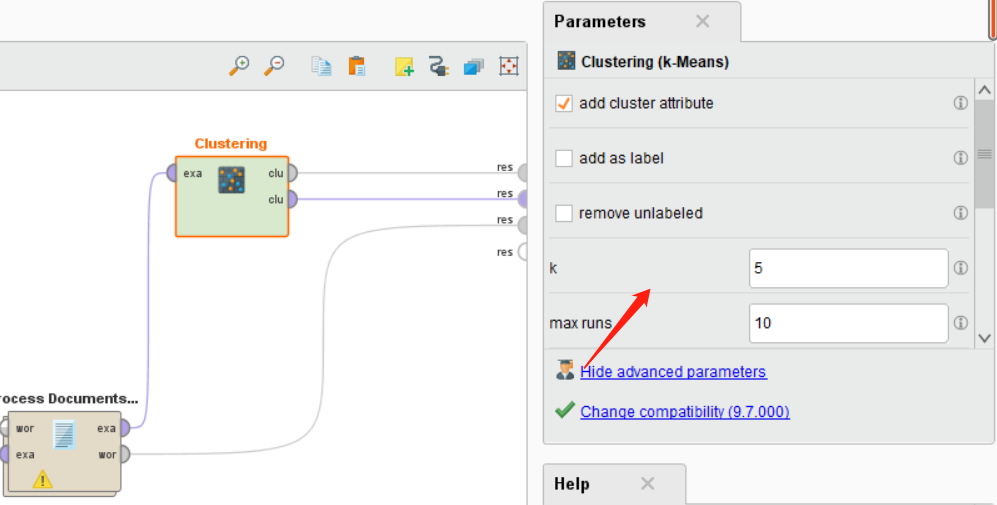 Parameters
Clustering (k-Means)
add cluster attribute
add as label
remove unlabeled
k 5
max runs 10
Hide advanced parameters
Change compatibility (9.7.000)
Help
Clustering
exa clu
clu
res
res
res
res
rocess Documents...
wor exa
exa wor